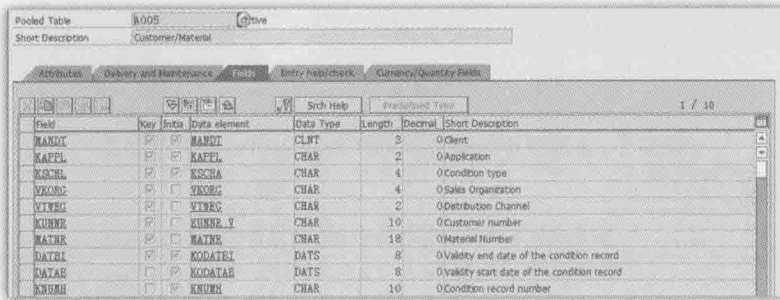 Pooled Table A005 Active
Short Description Customer/Material
Attributes Delivery and Maintenance Fields Entry help/check Currency/Quantity Fields
Srch Help Predefined Type 1 / 10
Field Key Initia Data element Data Type Length Decimal Short Description
MANDT MANDT CLNT 3 0 Client
KAPPL KAPPL CHAR 2 0 Application
KSCHL KSCHA CHAR 4 0 Condition type
VKORG VKORG CHAR 4 0 Sales Organization
VTWEG VTWEG CHAR 2 0 Distribution Channel
KUNNR KUNNR_V CHAR 10 0 Customer number
MATNR MATNR CHAR 18 0 Material Number
DATBI KODATBI DATS 8 0 Validity end date of the condition record
DATAB KODATAB DATS 8 0 Validity start date of the condition record
KNUMH KNUMH CHAR 10 0 Condition record number